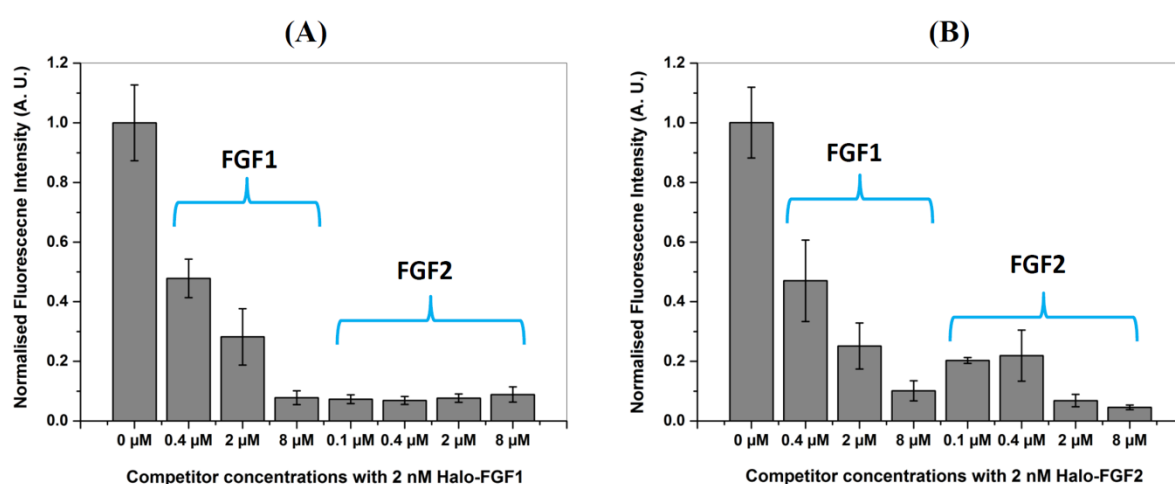 (A)
Normalised Fluorescecne Intensity (A. U.)
1.2
1.0
0.8
0.6
0.4
0.2
0.0
FGF1
FGF2
0 µM 0.4 µM 2 µM 8 µM 0.1 µM 0.4 µM 2 µM 8 µM
Competitor concentrations with 2 nM Halo-FGF1
(B)
Normalised Fluorescecne Intensity (A. U.)
1.2
1.0
0.8
0.6
0.4
0.2
0.0
FGF1
FGF2
0 µM 0.4 µM 2 µM 8 µM 0.1 µM 0.4 µM 2 µM 8 µM
Competitor concentrations with 2 nM Halo-FGF2